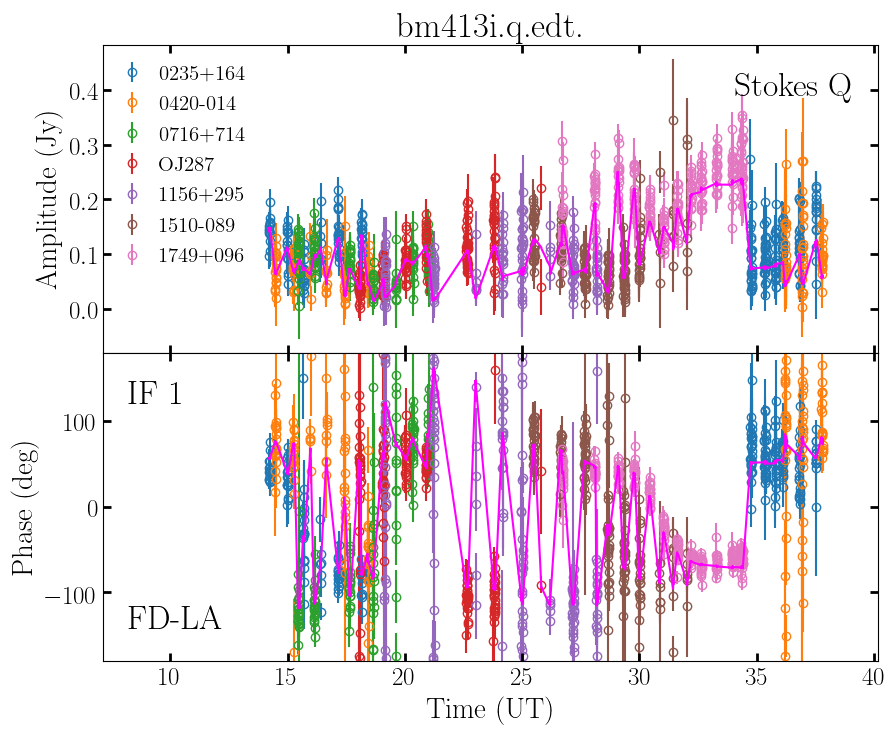 bm413i.q.edt.
Stokes Q
0235+164
0420-014
0716+714
OJ287
1156+295
1510-089
1749+096
Amplitude (Jy)
0.4
0.3
0.2
0.1
0.0
IF 1
FD-LA
Phase (deg)
100
0
−100
10 15 20 25 30 35 40
Time (UT)